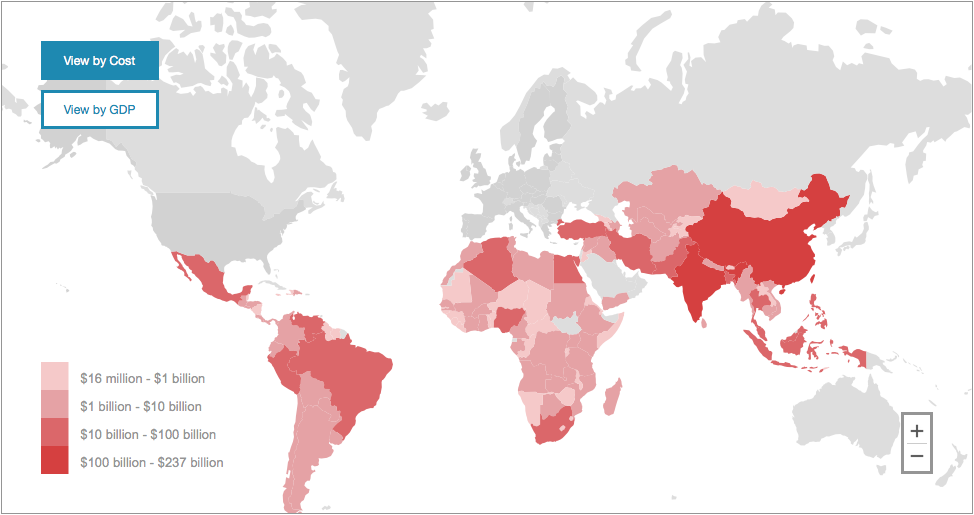 View by Cost
View by GDP
$16 million - $1 billion
$1 billion - $10 billion
$10 billion - $100 billion
$100 billion - $237 billion
+
−